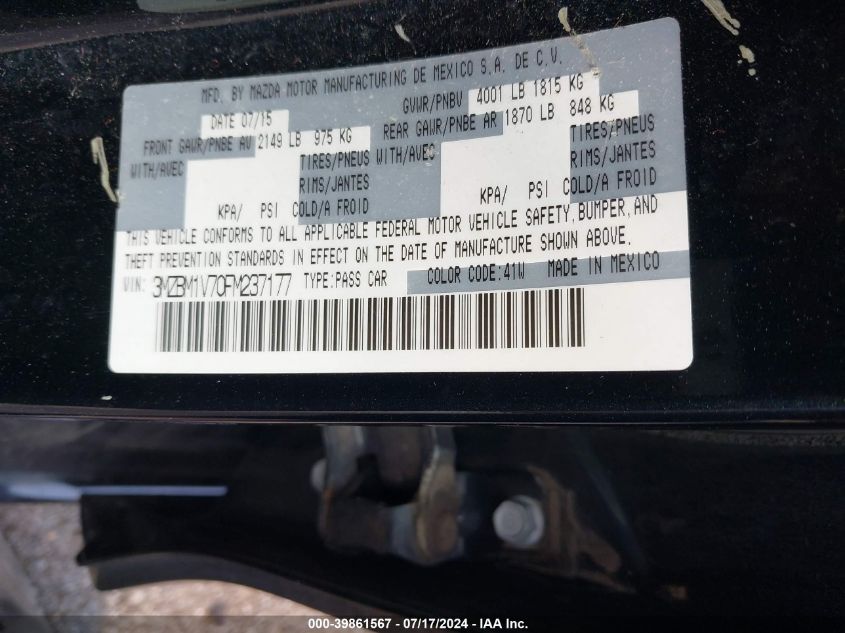 MFD. BY MAZDA MOTOR MANUFACTURING DE MEXICO S.A. DE C.V.
DATE 07/15 GVWR/PNBV 4001 LB 1815 KG
FRONT GAWR/PNBE AV 2149 LB 975 KG REAR GAWR/PNBE AR 1870 LB 848 KG
WITH/AVEC TIRES/PNEUS WITH/AVEC TIRES/PNEUS
RIMS/JANTES RIMS/JANTES
KPA/ PSI COLD/A FROID KPA/ PSI COLD/A FROID
THIS VEHICLE CONFORMS TO ALL APPLICABLE FEDERAL MOTOR VEHICLE SAFETY, BUMPER, AND
THEFT PREVENTION STANDARDS IN EFFECT ON THE DATE OF MANUFACTURE SHOWN ABOVE.
VIN: 3MZBM1V70FM237177 TYPE:PASS CAR COLOR CODE:41W MADE IN MEXICO
000-39861567 - 07/17/2024 - IAA Inc.